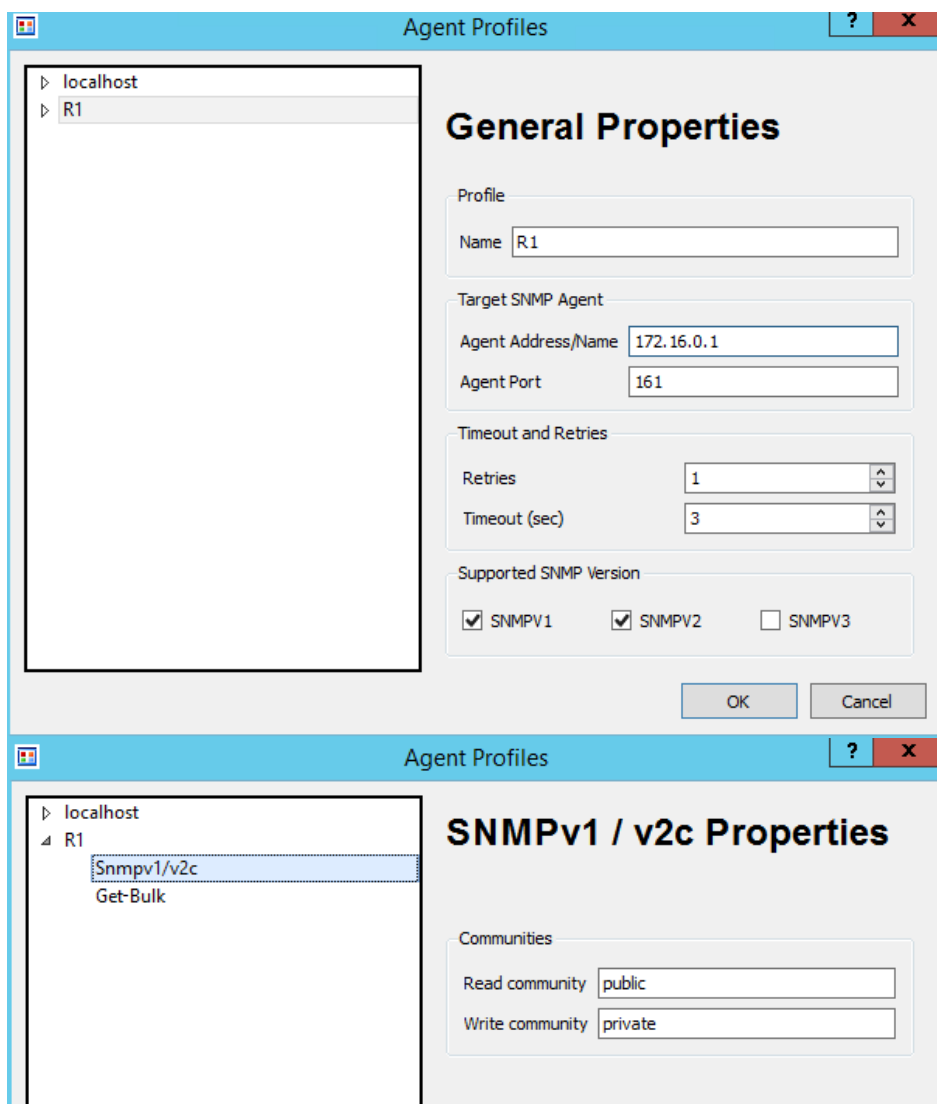 Agent Profiles
? x
localhost
R1
General Properties
Profile
Name R1
Target SNMP Agent
Agent Address/Name 172.16.0.1
Agent Port 161
Timeout and Retries
Retries 1
Timeout (sec) 3
Supported SNMP Version
SNMPV1 SNMPV2 SNMPV3
OK Cancel
Agent Profiles
? x
localhost
R1
Snmpv1/v2c
Get-Bulk
SNMPv1 / v2c Properties
Communities
Read community public
Write community private